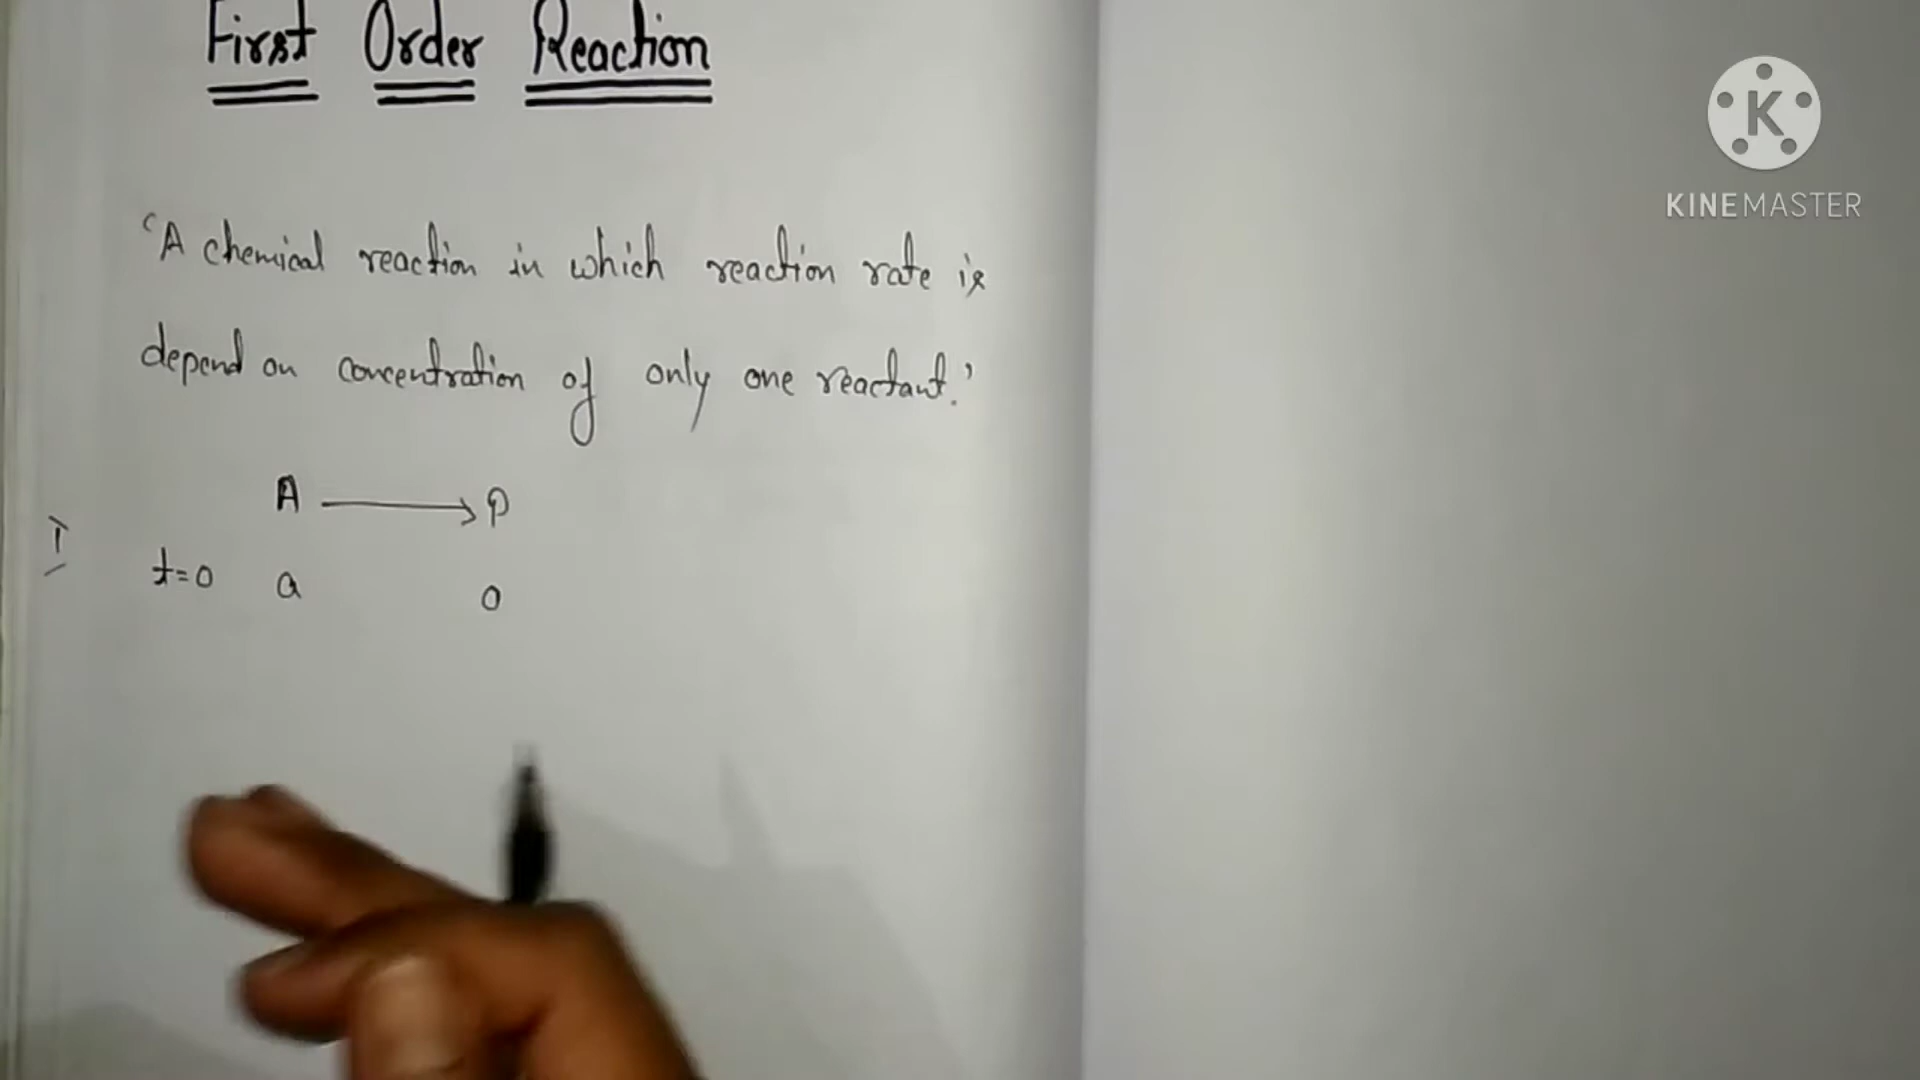 First Order Reaction
K
KINEMASTER
'A chemical reaction in which reaction rate is
depend on concentration of only one reactant.'
A → P
I
t=0 a 0